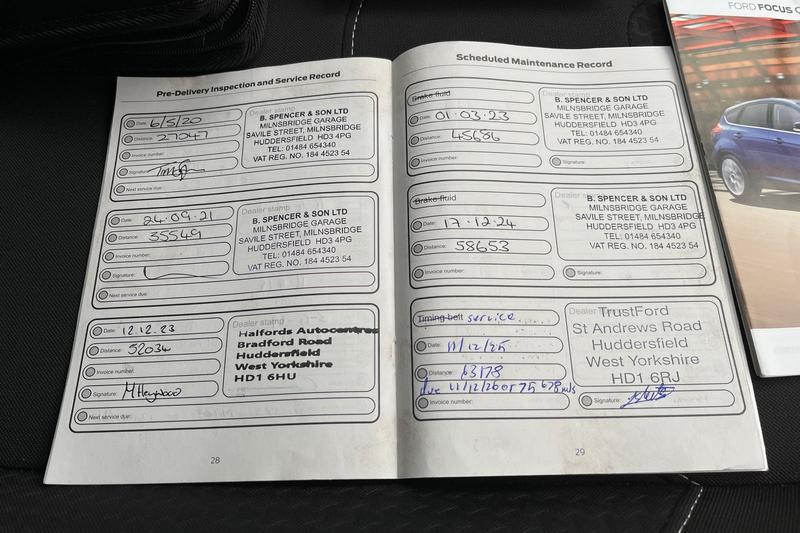 FORD FOCUS
Pre-Delivery Inspection and Service Record
Date: 6/5/20
Distance: 27047
Invoice number:
Signature:
Next service due:
Dealer stamp
B. SPENCER & SON LTD
MILNSBRIDGE GARAGE
SAVILE STREET, MILNSBRIDGE
HUDDERSFIELD HD3 4PG
TEL: 01484 654340
VAT REG. NO. 184 4523 54
Date: 24.09.21
Distance: 35549
Invoice number:
Signature:
Next service due:
Dealer stamp
B. SPENCER & SON LTD
MILNSBRIDGE GARAGE
SAVILE STREET, MILNSBRIDGE
HUDDERSFIELD HD3 4PG
TEL: 01484 654340
VAT REG. NO. 184 4523 54
Date: 12.12.23
Distance: 52034
Invoice number:
Signature: MHeywood
Next service due:
Dealer stamp
Halfords Autocentres
Bradford Road
Huddersfield
West Yorkshire
HD1 6HU
28
Scheduled Maintenance Record
Brake fluid
Date: 01.03.23
Distance: 45686
Invoice number:
Dealer stamp
B. SPENCER & SON LTD
MILNSBRIDGE GARAGE
SAVILE STREET, MILNSBRIDGE
HUDDERSFIELD HD3 4PG
TEL: 01484 654340
VAT REG. NO. 184 4523 54
Signature:
Brake fluid
Date: 17.12.24
Distance: 58653
Invoice number:
Dealer stamp
B. SPENCER & SON LTD
MILNSBRIDGE GARAGE
SAVILE STREET, MILNSBRIDGE
HUDDERSFIELD HD3 4PG
TEL: 01484 654340
VAT REG. NO. 184 4523 54
Signature:
Timing belt service
Date: 11/12/25
Distance: 63178
due 11/12/26 or 75,678 mls
Invoice number:
Dealer stamp
TrustFord
St Andrews Road
Huddersfield
West Yorkshire
HD1 6RJ
Signature:
29